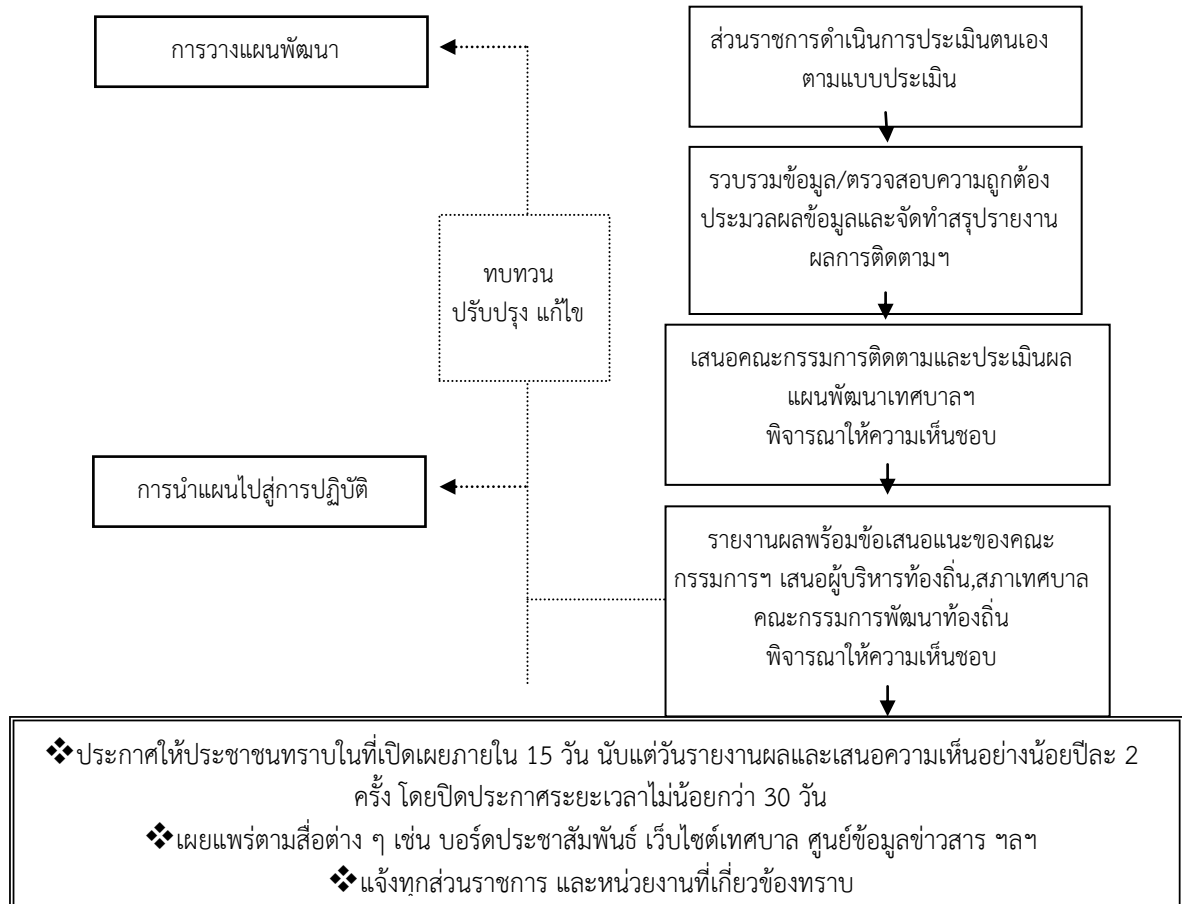 การวางแผนพัฒนา
ส่วนราชการดำเนินการประเมินตนเอง
ตามแบบประเมิน
รวบรวมข้อมูล/ตรวจสอบความถูกต้อง
ประมวลผลข้อมูลและจัดทำสรุปรายงาน
ผลการติดตามฯ
ทบทวน
ปรับปรุง แก้ไข
เสนอคณะกรรมการติดตามและประเมินผล
แผนพัฒนาเทศบาลฯ
พิจารณาให้ความเห็นชอบ
การนำแผนไปสู่การปฏิบัติ
รายงานผลพร้อมข้อเสนอแนะของคณะ
กรรมการฯ เสนอผู้บริหารท้องถิ่น,สภาเทศบาล
คณะกรรมการพัฒนาท้องถิ่น
พิจารณาให้ความเห็นชอบ
❖ประกาศให้ประชาชนทราบในที่เปิดเผยภายใน 15 วัน นับแต่วันรายงานผลและเสนอความเห็นอย่างน้อยปีละ 2
ครั้ง โดยปิดประกาศระยะเวลาไม่น้อยกว่า 30 วัน
❖เผยแพร่ตามสื่อต่าง ๆ เช่น บอร์ดประชาสัมพันธ์ เว็บไซต์เทศบาล ศูนย์ข้อมูลข่าวสาร ฯลฯ
❖แจ้งทุกส่วนราชการ และหน่วยงานที่เกี่ยวข้องทราบ